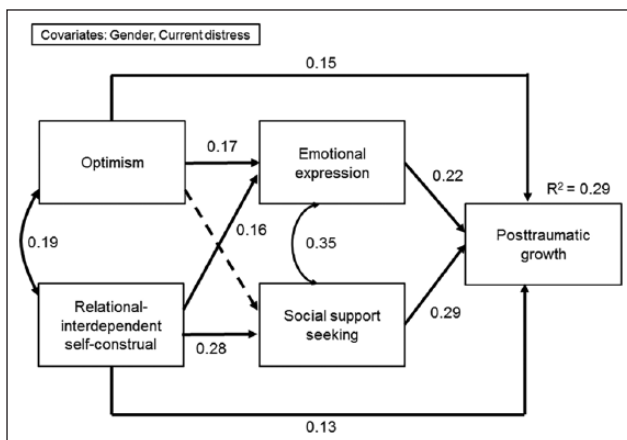 Covariates: Gender, Current distress
0.15
Optimism
0.17
Emotional
expression
0.22
R² = 0.29
0.19
0.16
0.35
Posttraumatic
growth
Relational-
interdependent
self-construal
0.28
Social support
seeking
0.29
0.13